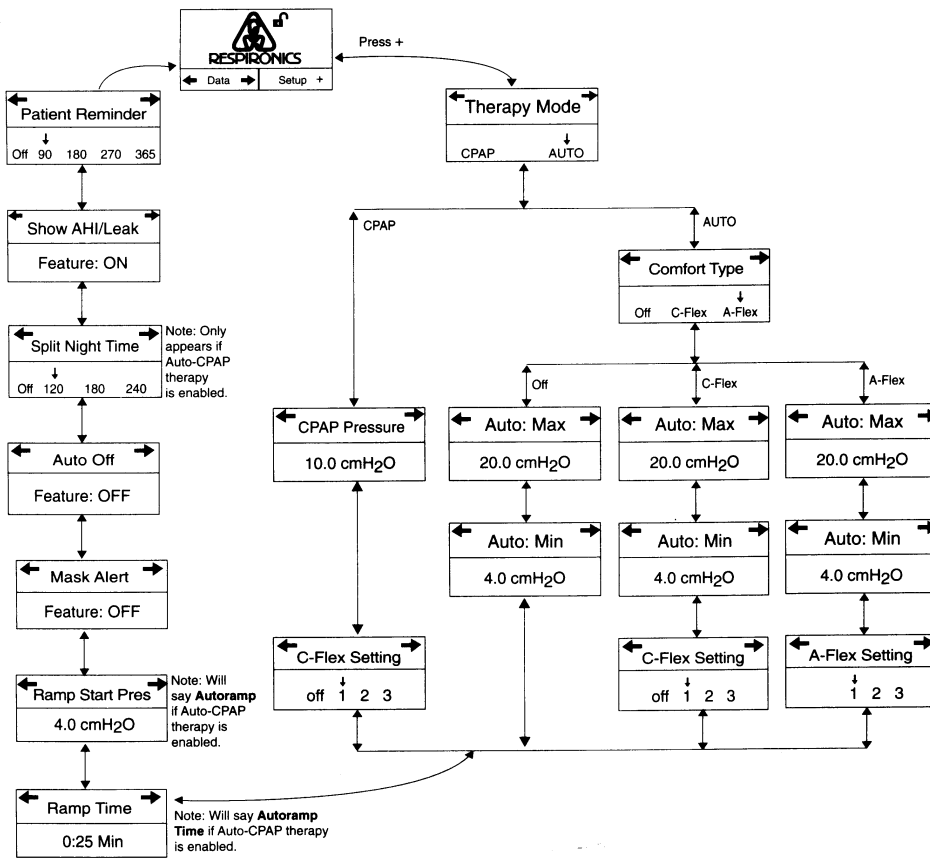 RESPIRONICS
Data Setup +
Press +
Therapy Mode
CPAP AUTO
CPAP
AUTO
Comfort Type
Off C-Flex A-Flex
Off
C-Flex
A-Flex
CPAP Pressure
10.0 cmH2O
Auto: Max
20.0 cmH2O
Auto: Max
20.0 cmH2O
Auto: Max
20.0 cmH2O
Auto: Min
4.0 cmH2O
Auto: Min
4.0 cmH2O
Auto: Min
4.0 cmH2O
C-Flex Setting
off 1 2 3
C-Flex Setting
off 1 2 3
A-Flex Setting
1 2 3
Patient Reminder
Off 90 180 270 365
Show AHI/Leak
Feature: ON
Split Night Time
Off 120 180 240
Note: Only
appears if
Auto-CPAP
therapy
is enabled.
Auto Off
Feature: OFF
Mask Alert
Feature: OFF
Ramp Start Pres
4.0 cmH2O
Note: Will
say Autoramp
if Auto-CPAP
therapy is
enabled.
Ramp Time
0:25 Min
Note: Will say Autoramp
Time if Auto-CPAP therapy
is enabled.